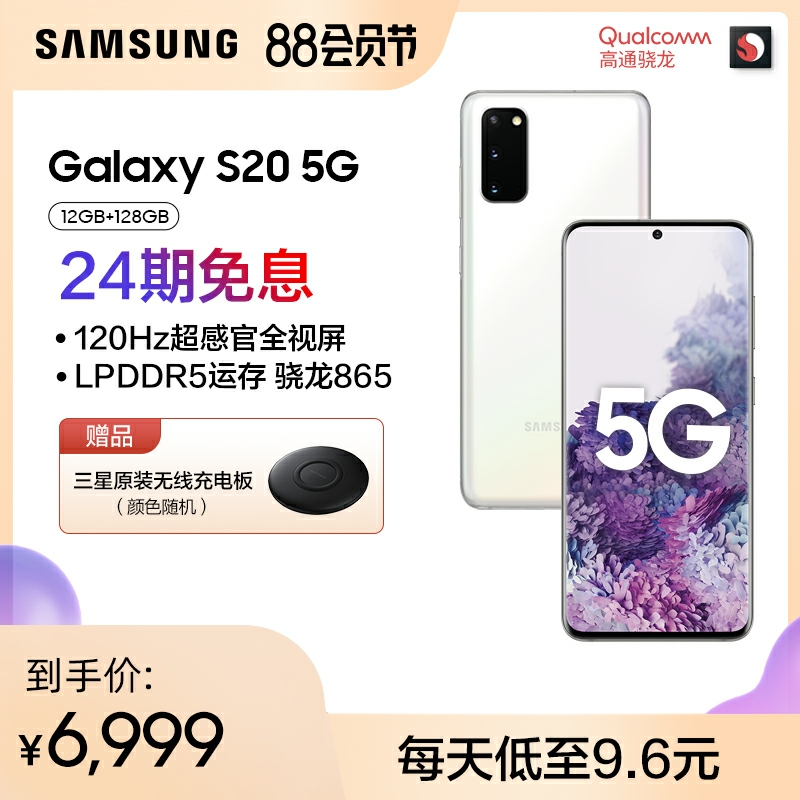 SAMSUNG 88会员节
Qualcomm
高通骁龙
Galaxy S20 5G
12GB+128GB
24期免息
•120Hz超感官全视屏
•LPDDR5运存 骁龙865
赠品
三星原装无线充电板
（颜色随机）
SAMS
5G
到手价:
¥6,999
每天低至9.6元